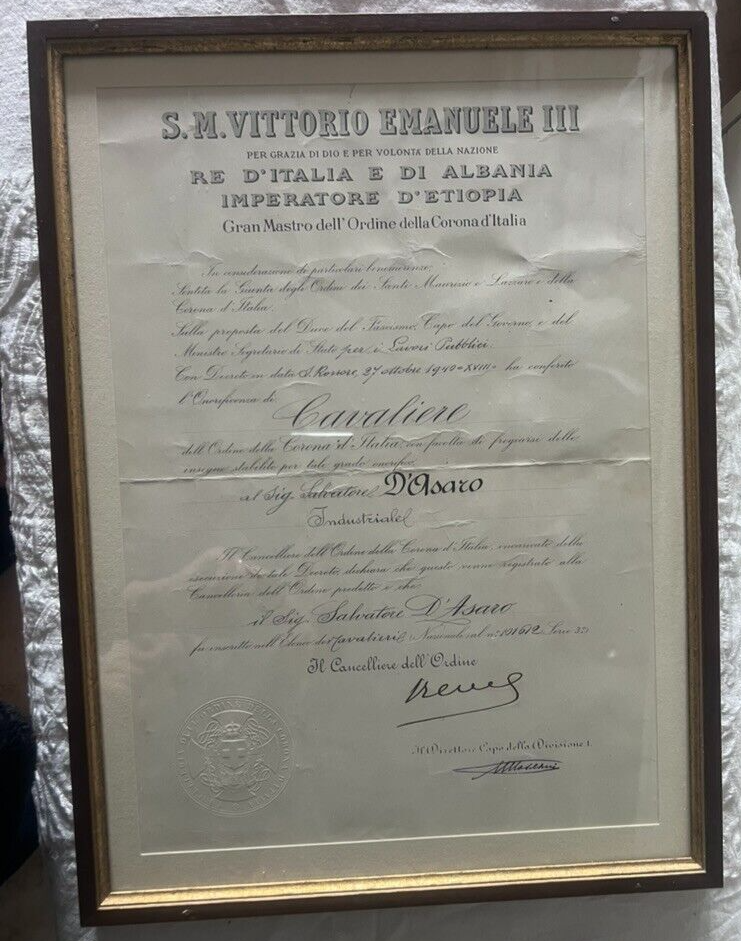 S.M. VITTORIO EMANUELE III
PER GRAZIA DI DIO E PER VOLONTÀ DELLA NAZIONE
RE D'ITALIA E DI ALBANIA
IMPERATORE D'ETIOPIA
Gran Mastro dell'Ordine della Corona d'Italia
In considerazione di particolari benemerenze;
Sentita la Giunta degli Ordini dei Santi Maurizio e Lazzaro e della
Corona d'Italia;
Sulla proposta del Duce del Fascismo, Capo del Governo, e del
Ministro Segretario di Stato per i Lavori Pubblici
Con Decreto in data S. Rossore, 27 ottobre 1940=XVIII= ha conferito
l'Onorificenza di
Cavaliere
dell'Ordine della Corona d'Italia, con facoltà di fregiarsi delle
insegne stabilite per tale grado onorifico,
al Sig. Salvatore D'Asaro
Industriale
Il Cancelliere dell'Ordine della Corona d'Italia, incaricato della
esecuzione di tale Decreto, dichiara che questo venne registrato alla
Cancelleria dell'Ordine predetto e che
il Sig. Salvatore D'Asaro
fu inscritto nell'Elenco dei Cavalieri Nazionale al n. Serie
Il Cancelliere dell'Ordine
Il Direttore Capo della Divisione 1.